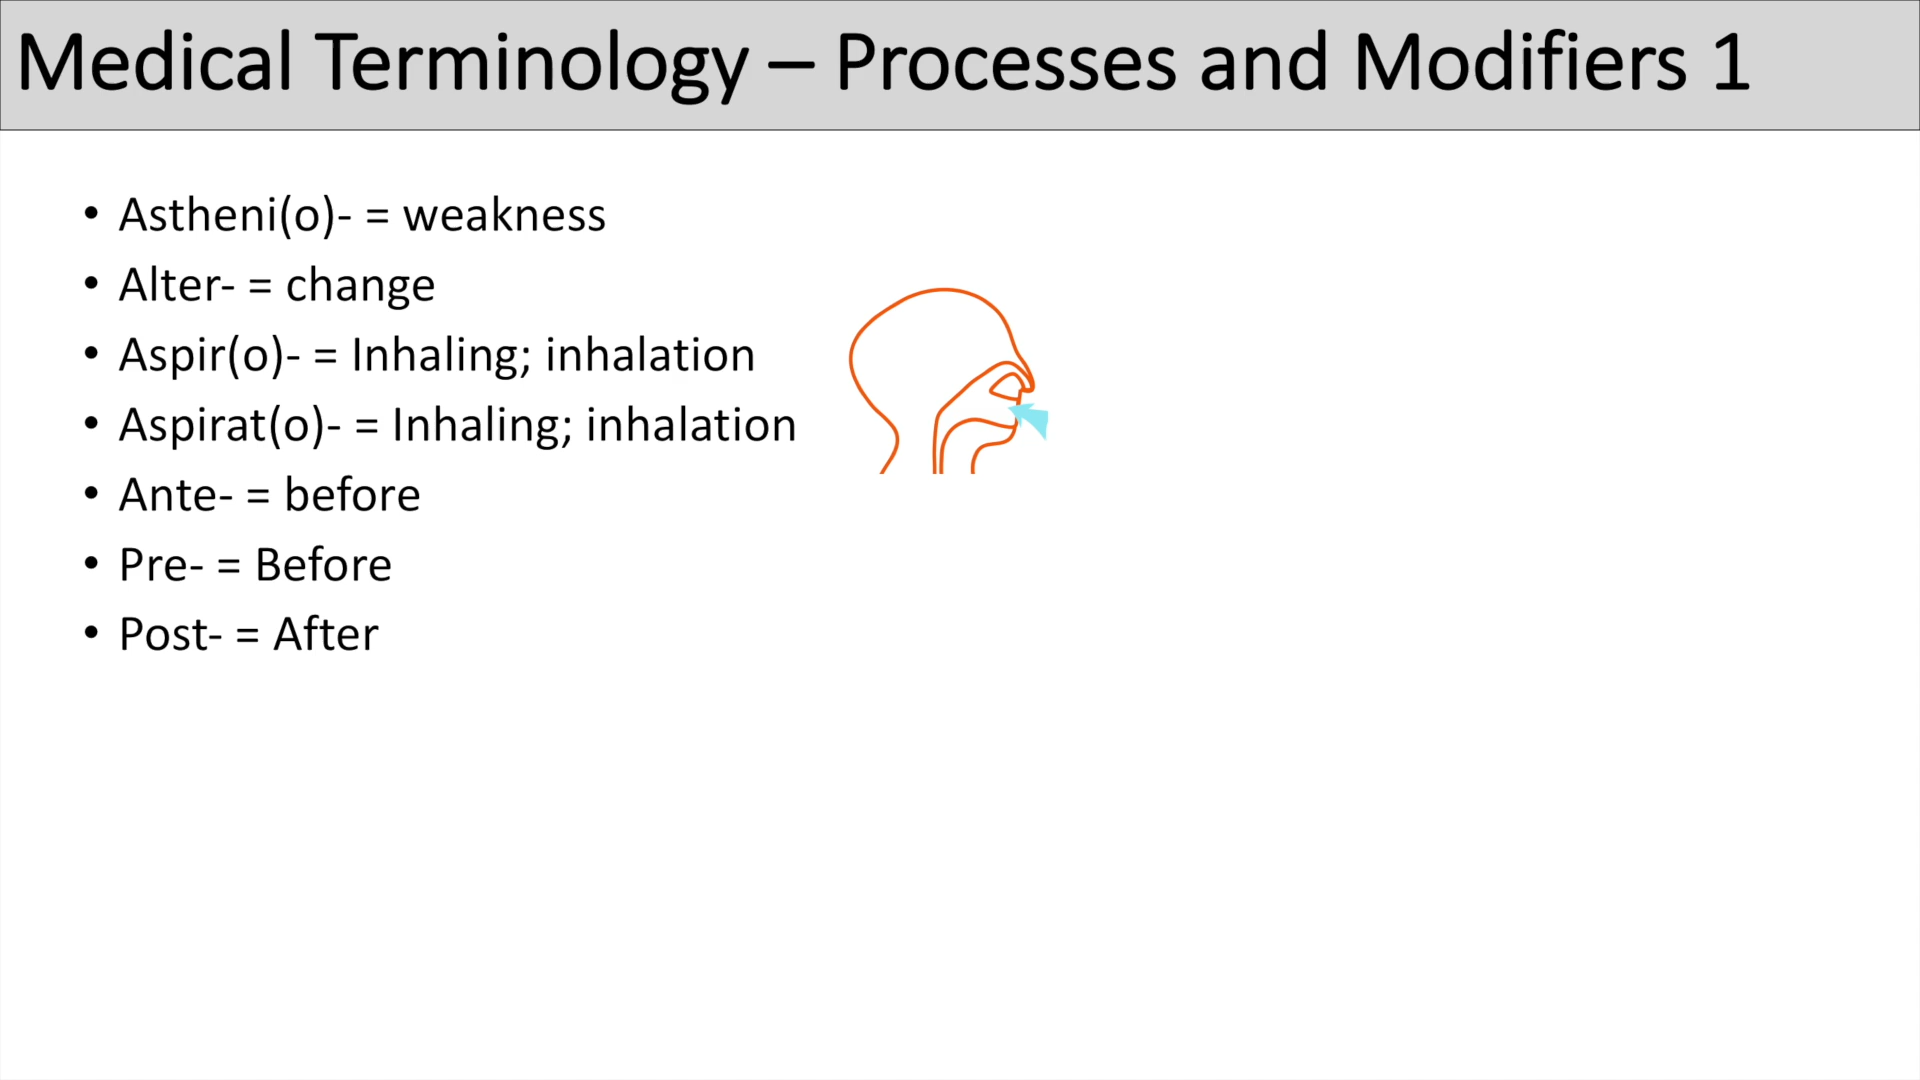 Medical Terminology – Processes and Modifiers 1
• Astheni(o)- = weakness
• Alter- = change
• Aspir(o)- = Inhaling; inhalation
• Aspirat(o)- = Inhaling; inhalation
• Ante- = before
• Pre- = Before
• Post- = After